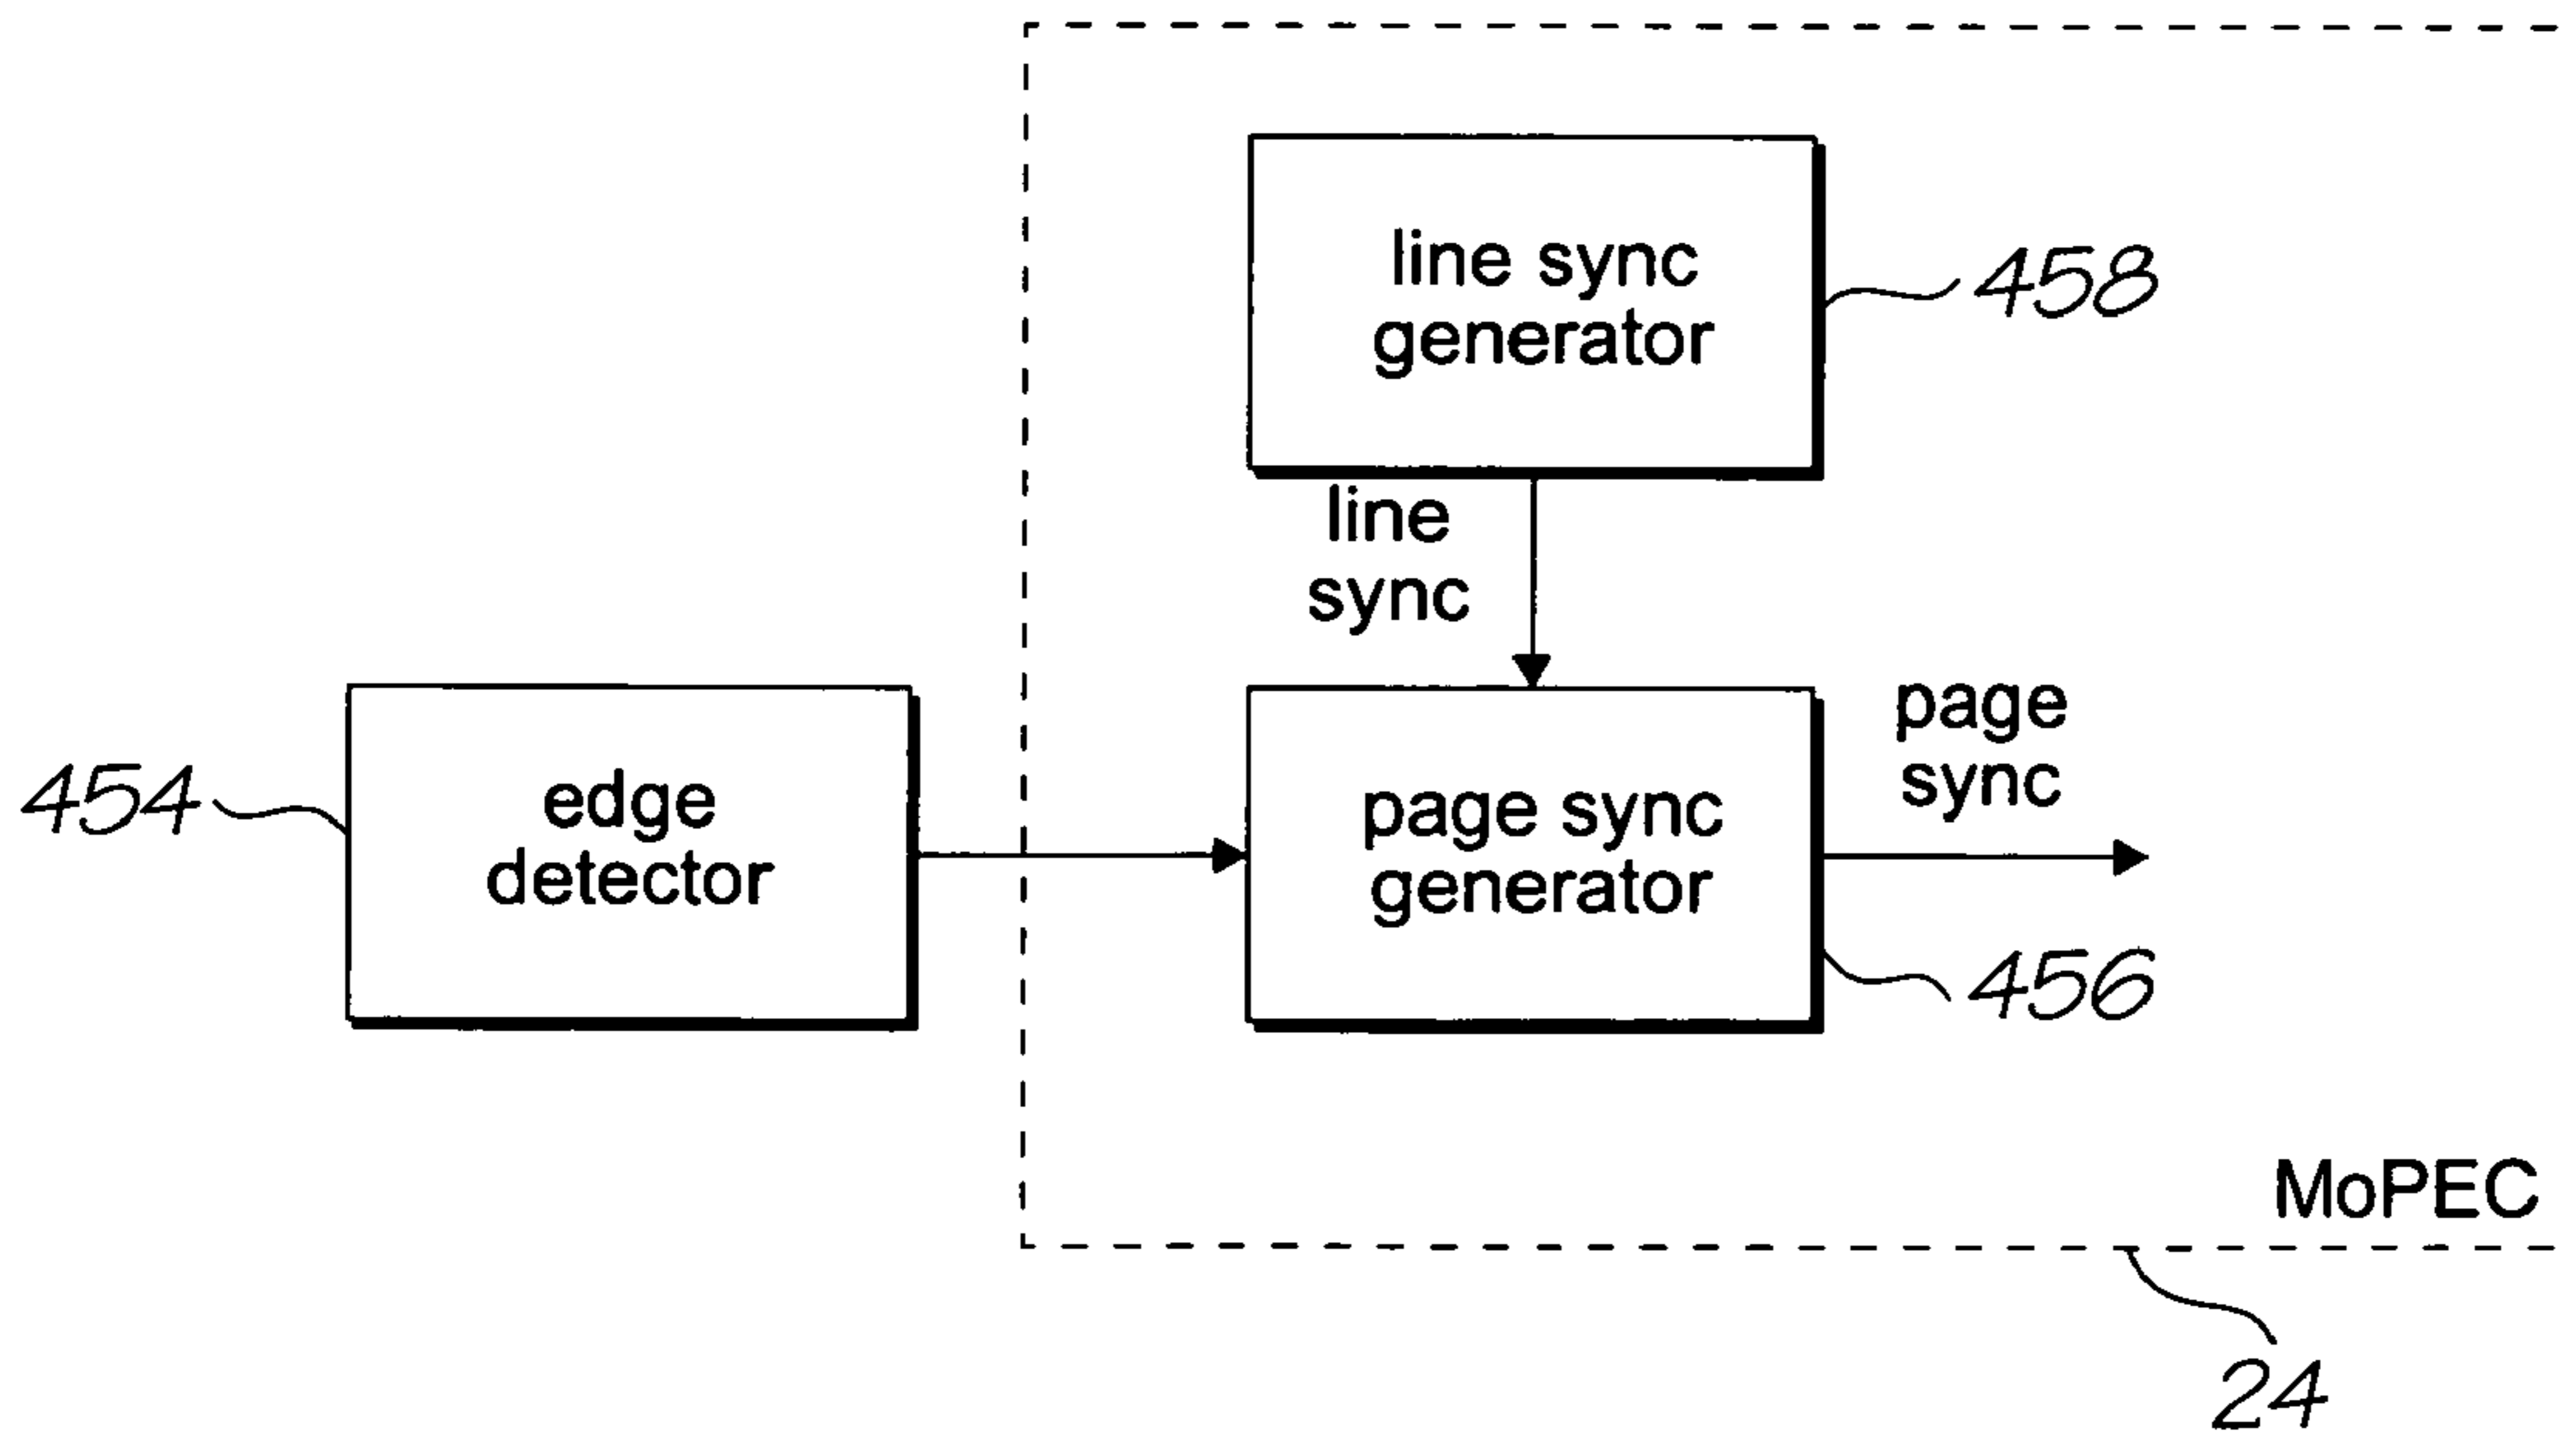 line sync
generator
458
line
sync
page
sync
454
edge
detector
page sync
generator
456
MoPEC
24